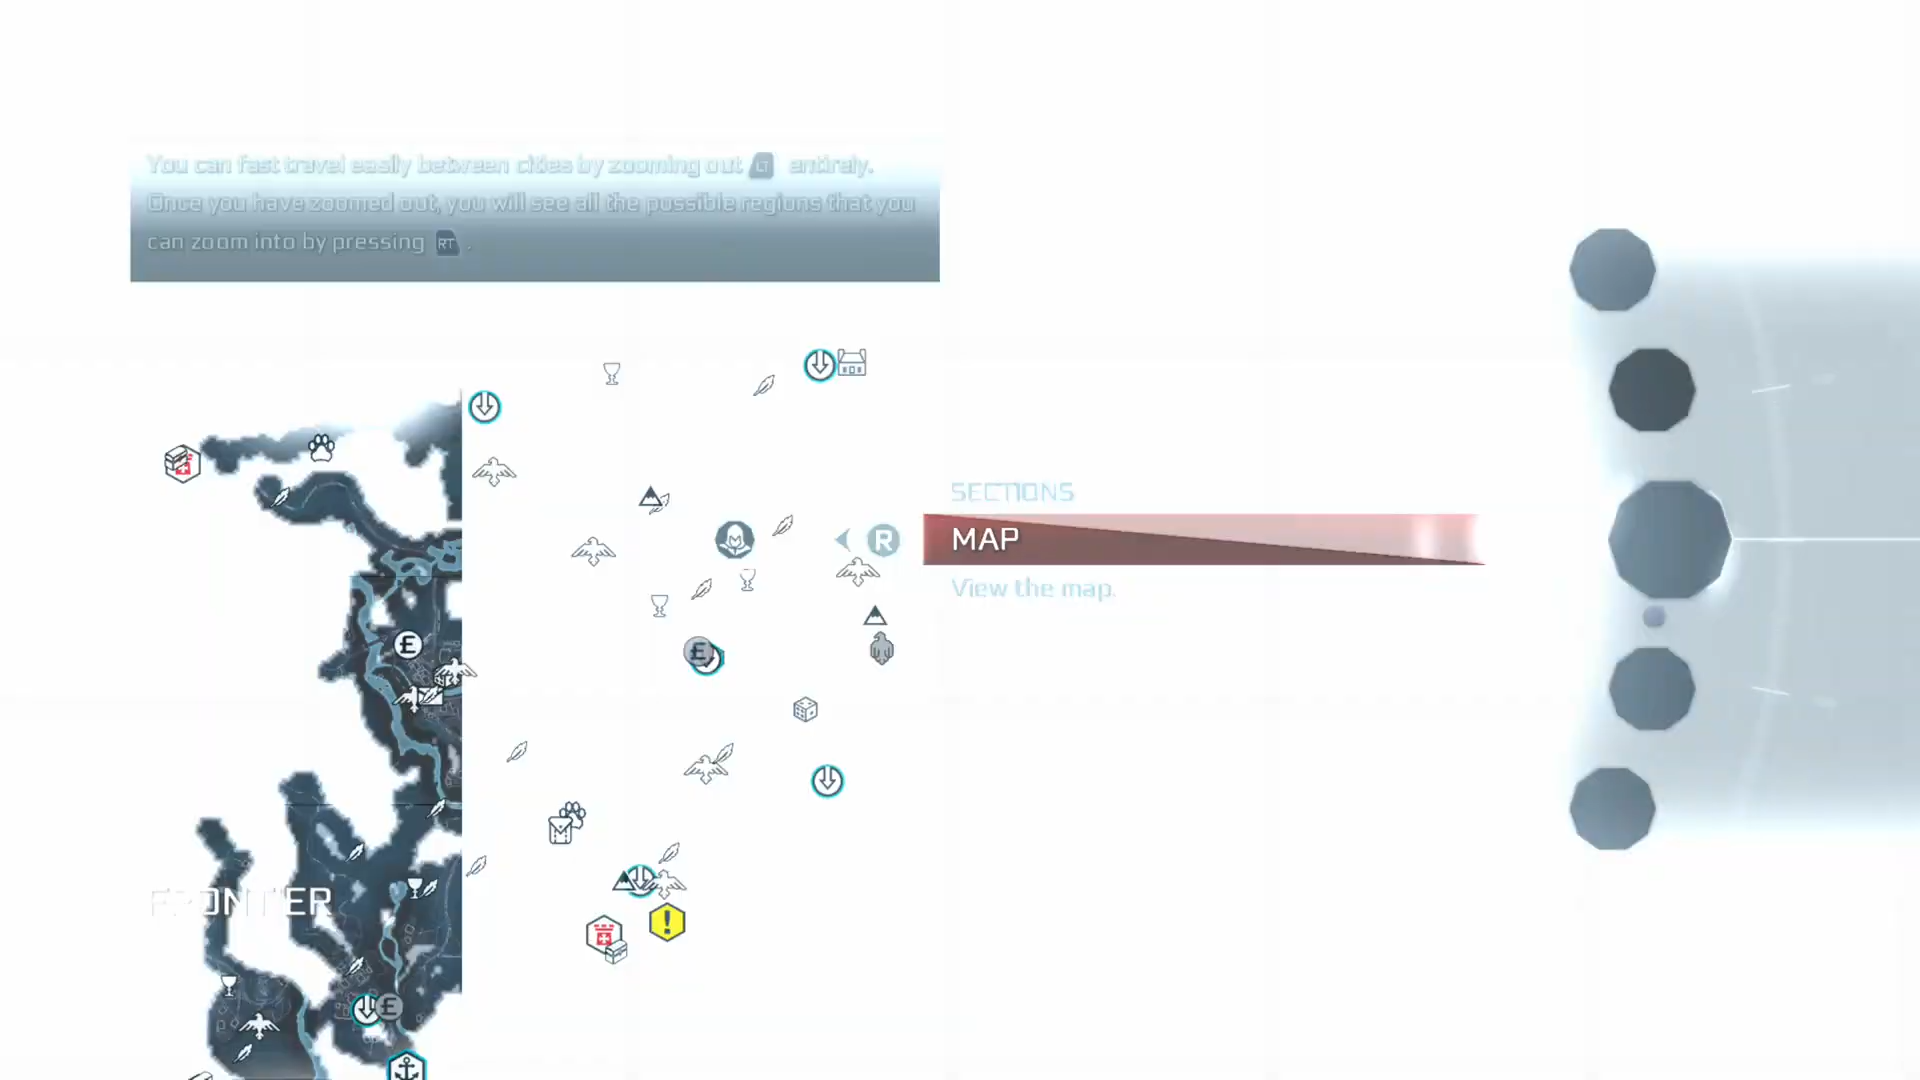 You can fast travel easily between cities by zooming out LT entirely.
Once you have zoomed out, you will see all the possible regions that you
can zoom into by pressing RT .
R
SECTIONS
MAP
View the map.
£
£
!
FRONTIER
£